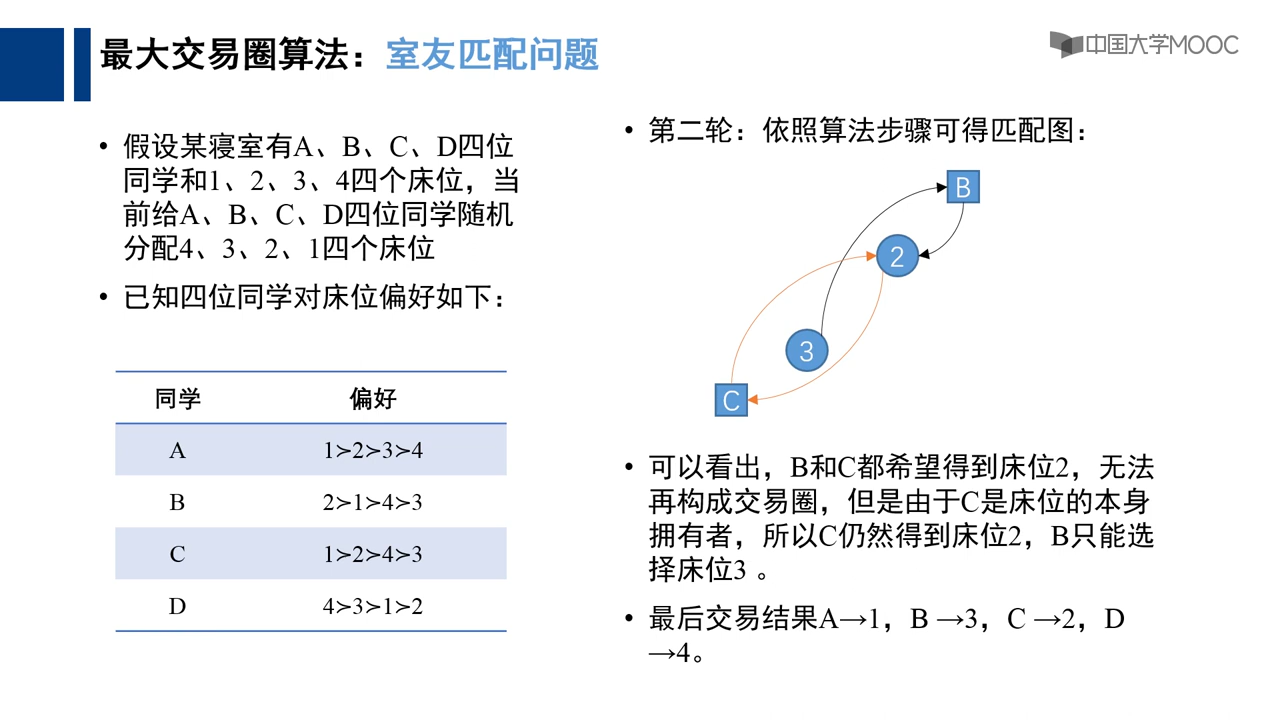 最大交易圈算法：室友匹配问题
中国大学MOOC
• 假设某寝室有A、B、C、D四位
同学和1、2、3、4四个床位，当
前给A、B、C、D四位同学随机
分配4、3、2、1四个床位
• 已知四位同学对床位偏好如下：
同学 偏好
A 1≻2≻3≻4
B 2≻1≻4≻3
C 1≻2≻4≻3
D 4≻3≻1≻2
• 第二轮：依照算法步骤可得匹配图：
B
2
3
C
• 可以看出，B和C都希望得到床位2，无法
再构成交易圈，但是由于C是床位的本身
拥有者，所以C仍然得到床位2，B只能选
择床位3 。
• 最后交易结果A→1，B →3，C →2，D
→4。